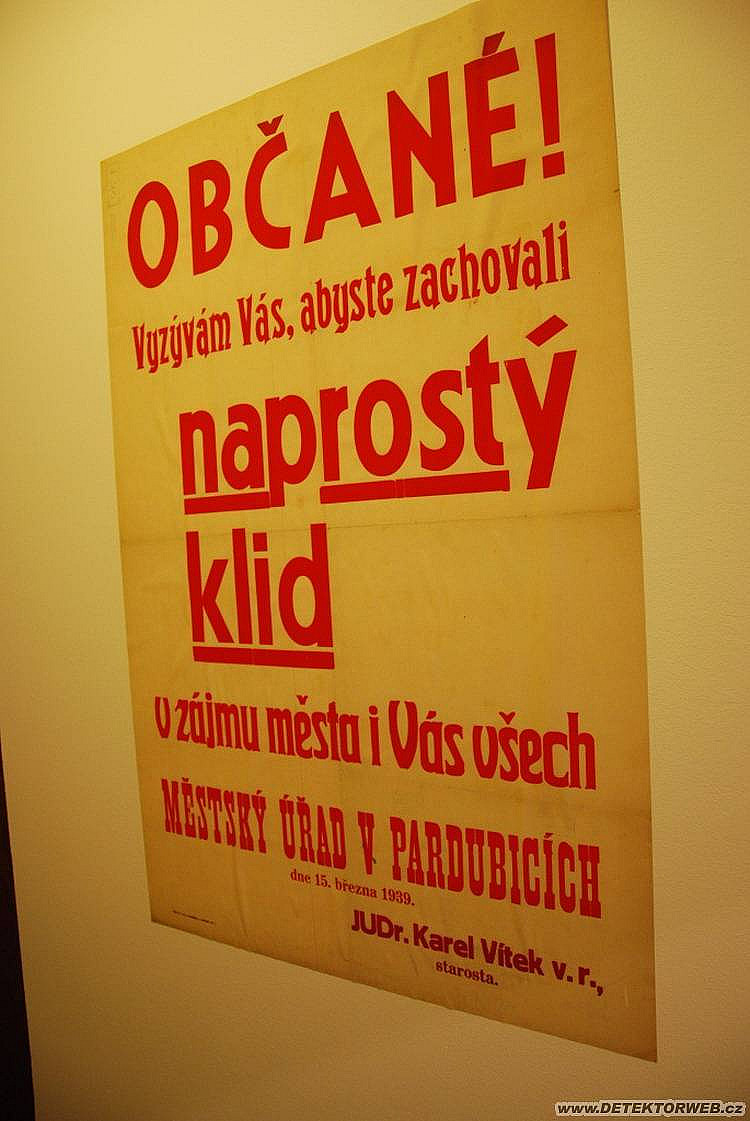 OBČANÉ!
Vyzývám Vás, abyste zachovali
naprostý
klid
v zájmu města i Vás všech
MĚSTSKÝ ÚŘAD V PARDUBICÍCH
dne 15. března 1939.
JUDr. Karel Vítek v. r.,
starosta.
www.DETEKTORWEB.cz